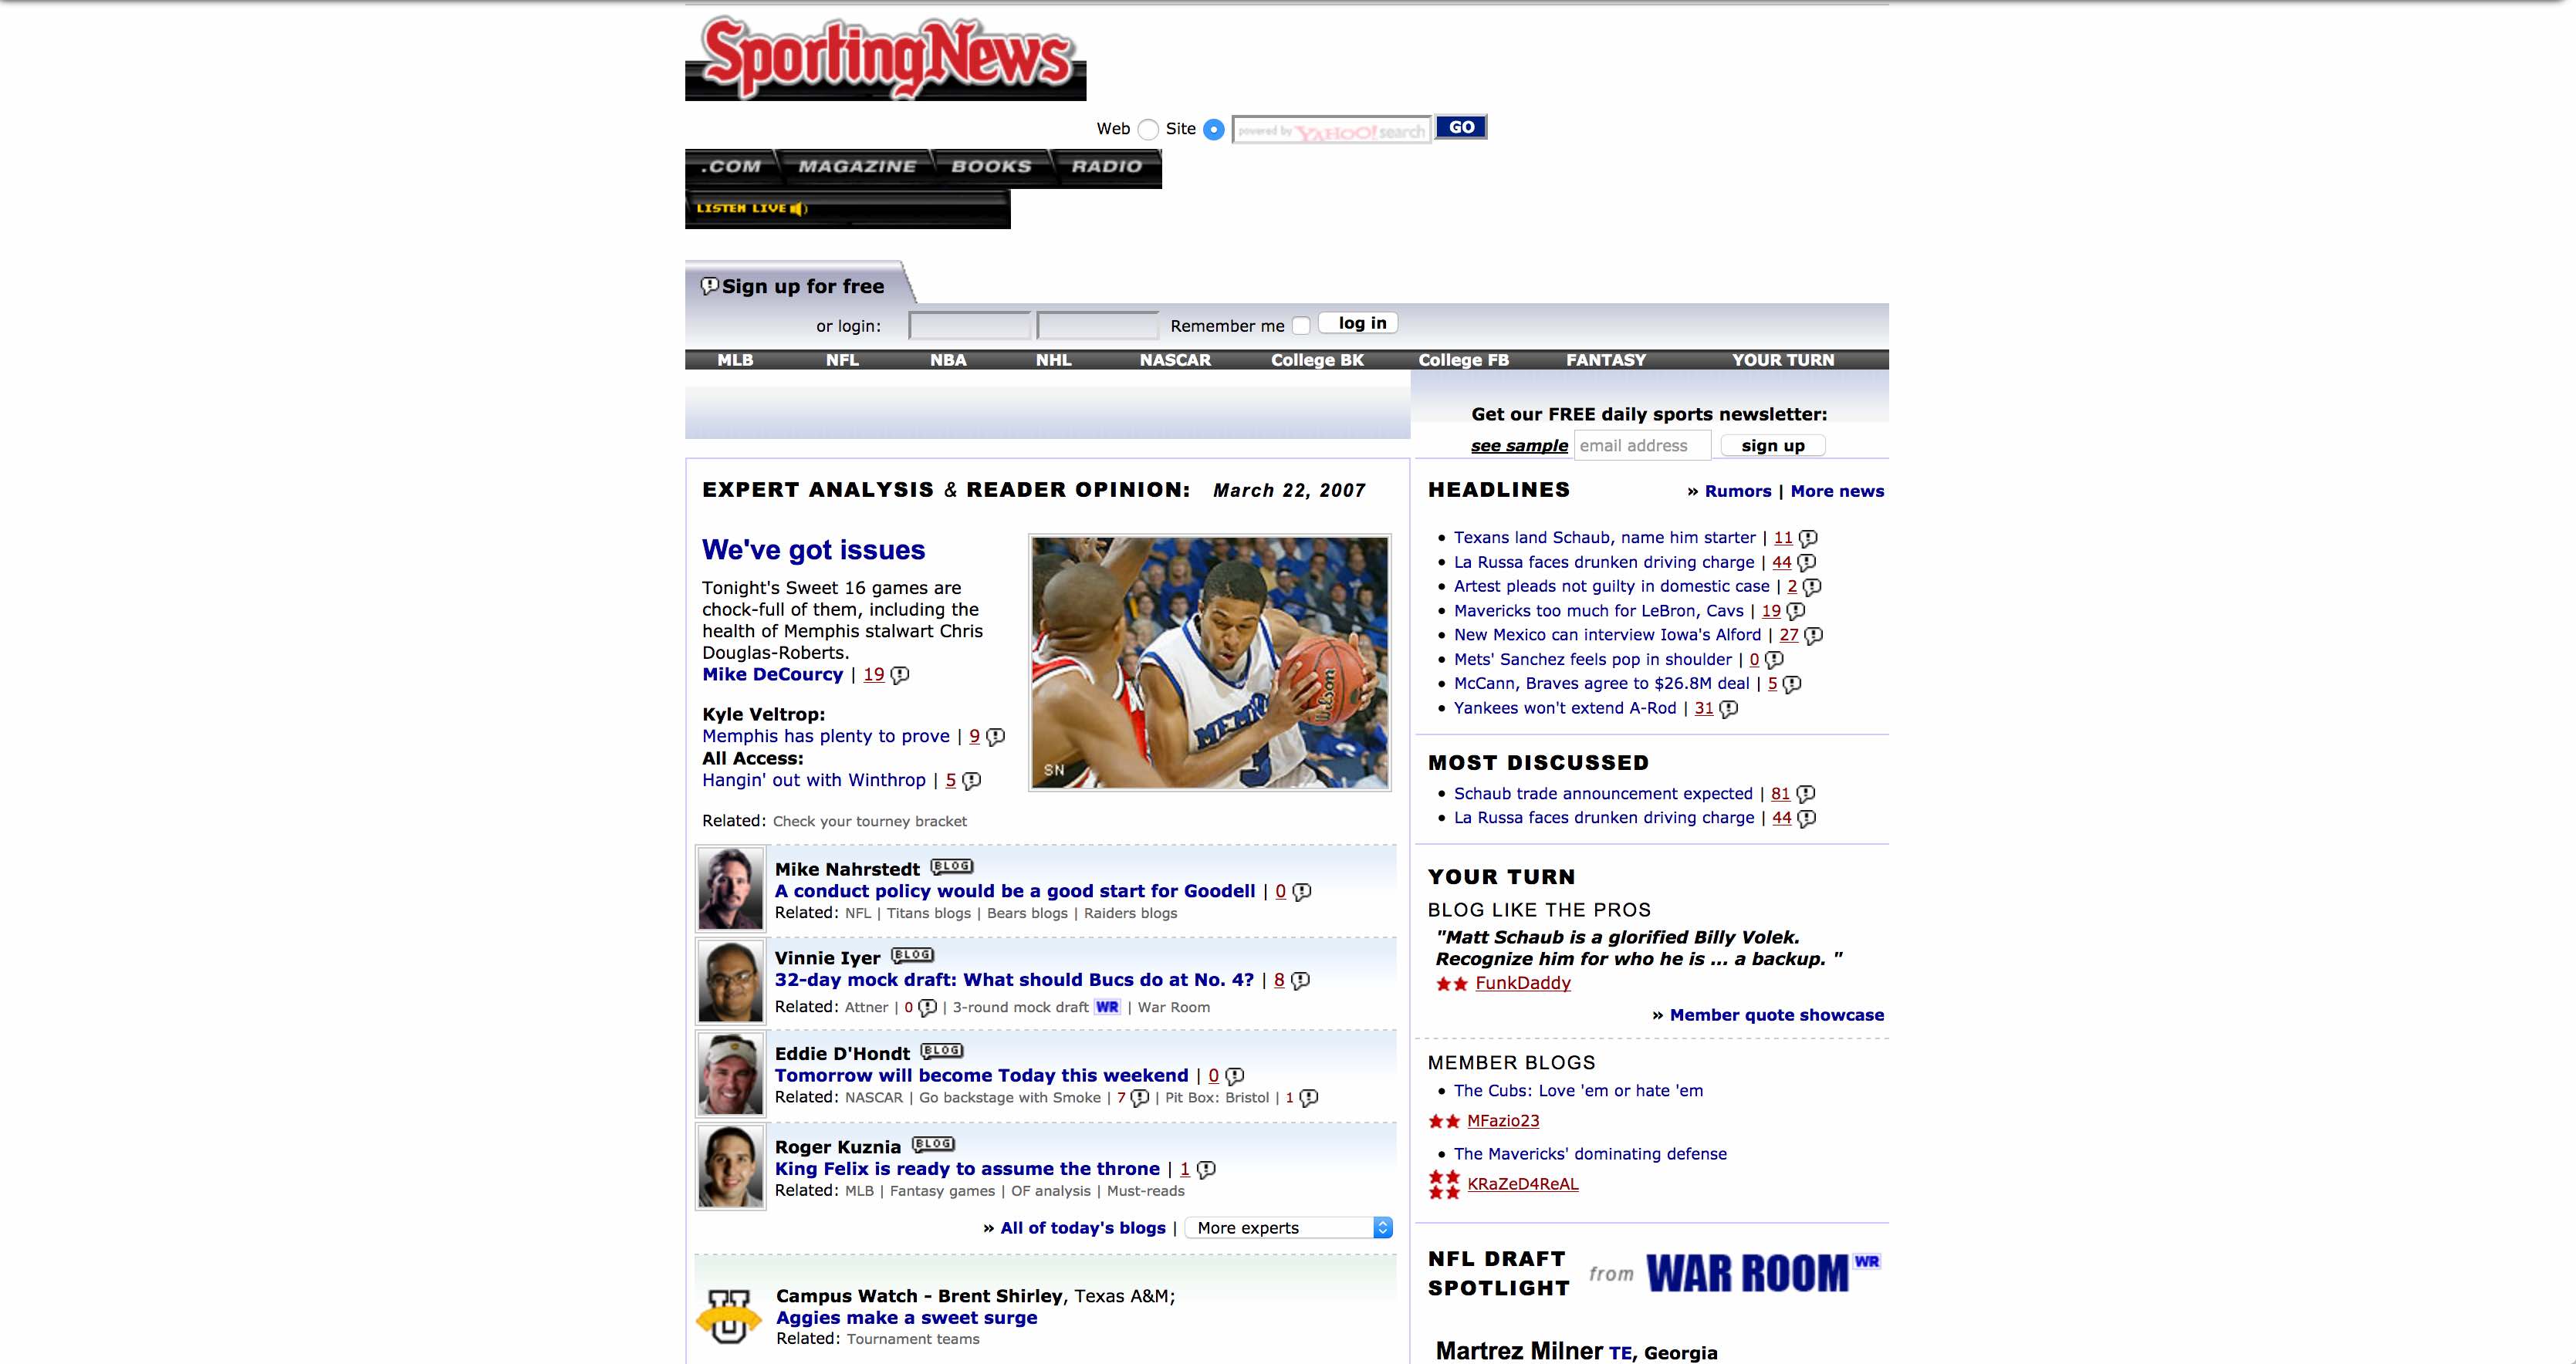 SportingNews
Web Site powered by YAHOO! search GO
.COM MAGAZINE BOOKS RADIO
LISTEN LIVE
Sign up for free
or login: Remember me log in
MLB NFL NBA NHL NASCAR College BK College FB FANTASY YOUR TURN
Get our FREE daily sports newsletter:
see sample email address sign up
EXPERT ANALYSIS & READER OPINION: March 22, 2007
We've got issues
Tonight's Sweet 16 games are
chock-full of them, including the
health of Memphis stalwart Chris
Douglas-Roberts.
Mike DeCourcy | 19
Kyle Veltrop:
Memphis has plenty to prove | 9
All Access:
Hangin' out with Winthrop | 5
Related: Check your tourney bracket
Wilson
MEMP
3
SN
Mike Nahrstedt BLOG
A conduct policy would be a good start for Goodell | 0
Related: NFL | Titans blogs | Bears blogs | Raiders blogs
Vinnie Iyer BLOG
32-day mock draft: What should Bucs do at No. 4? | 8
Related: Attner | 0 | 3-round mock draft WR | War Room
Eddie D'Hondt BLOG
Tomorrow will become Today this weekend | 0
Related: NASCAR | Go backstage with Smoke | 7 | Pit Box: Bristol | 1
Roger Kuznia BLOG
King Felix is ready to assume the throne | 1
Related: MLB | Fantasy games | OF analysis | Must-reads
» All of today's blogs | More experts
U
Campus Watch - Brent Shirley, Texas A&M;
Aggies make a sweet surge
Related: Tournament teams
HEADLINES » Rumors | More news
• Texans land Schaub, name him starter | 11
• La Russa faces drunken driving charge | 44
• Artest pleads not guilty in domestic case | 2
• Mavericks too much for LeBron, Cavs | 19
• New Mexico can interview Iowa's Alford | 27
• Mets' Sanchez feels pop in shoulder | 0
• McCann, Braves agree to $26.8M deal | 5
• Yankees won't extend A-Rod | 31
MOST DISCUSSED
• Schaub trade announcement expected | 81
• La Russa faces drunken driving charge | 44
YOUR TURN
BLOG LIKE THE PROS
"Matt Schaub is a glorified Billy Volek.
Recognize him for who he is ... a backup. "
FunkDaddy
» Member quote showcase
MEMBER BLOGS
• The Cubs: Love 'em or hate 'em
MFazio23
• The Mavericks' dominating defense
KRaZeD4ReAL
NFL DRAFT
SPOTLIGHT from WAR ROOM WR
Martrez Milner TE, Georgia